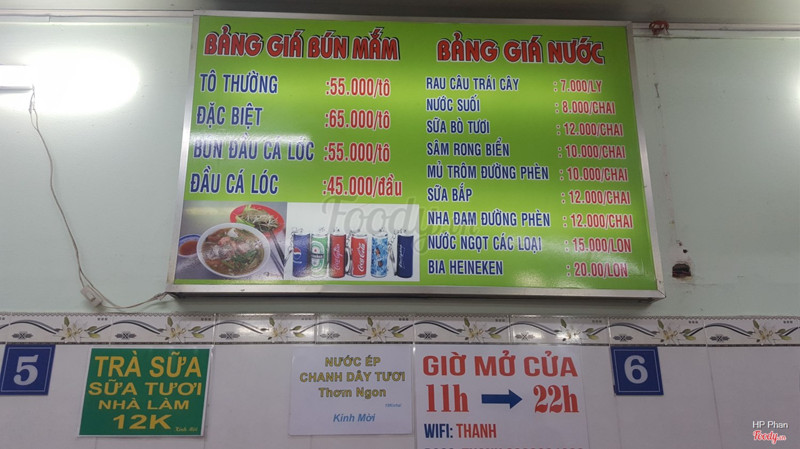 BẢNG GIÁ BÚN MẮM
TÔ THƯỜNG :55.000/tô
ĐẶC BIỆT :65.000/tô
BÚN ĐẦU CÁ LÓC :55.000/tô
ĐẦU CÁ LÓC :45.000/đầu
BẢNG GIÁ NƯỚC
RAU CÂU TRÁI CÂY : 7.000/LY
NƯỚC SUỐI : 8.000/CHAI
SỮA BÒ TƯƠI : 12.000/CHAI
SÂM RONG BIỂN : 10.000/CHAI
MỦ TRÔM ĐƯỜNG PHÈN : 10.000/CHAI
SỮA BẮP : 12.000/CHAI
NHA ĐAM ĐƯỜNG PHÈN : 12.000/CHAI
NƯỚC NGỌT CÁC LOẠI : 15.000/LON
BIA HEINEKEN : 20.00/LON
Foody.vn
5
TRÀ SỮA
SỮA TƯƠI
NHÀ LÀM
12K
Kính Mời
NƯỚC ÉP
CHANH DÂY TƯƠI
Thơm Ngon
Kính Mời
GIỜ MỞ CỬA
11h → 22h
WIFI: THANH
6
HP Phan
Foody.vn